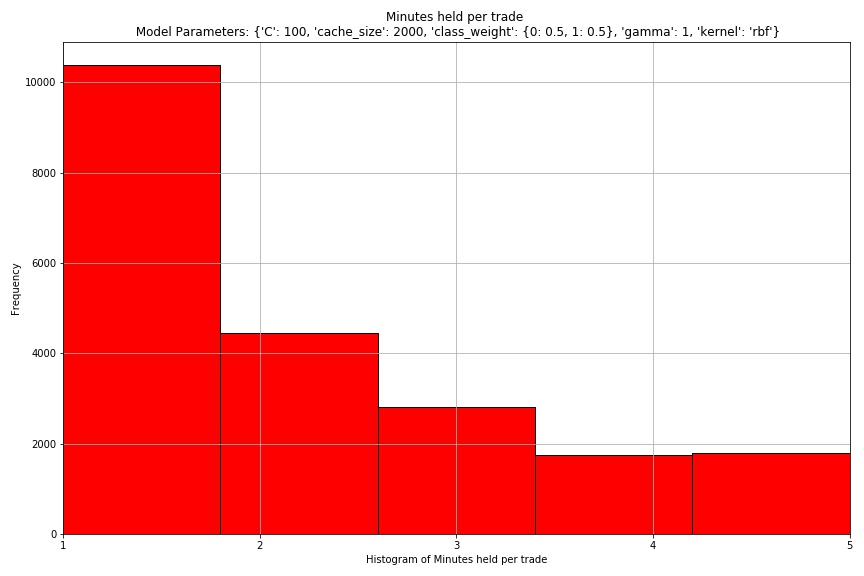 Minutes held per trade
Model Parameters: {'C': 100, 'cache_size': 2000, 'class_weight': {0: 0.5, 1: 0.5}, 'gamma': 1, 'kernel': 'rbf'}
10000
8000
6000
4000
2000
0
Frequency
1 2 3 4 5
Histogram of Minutes held per trade